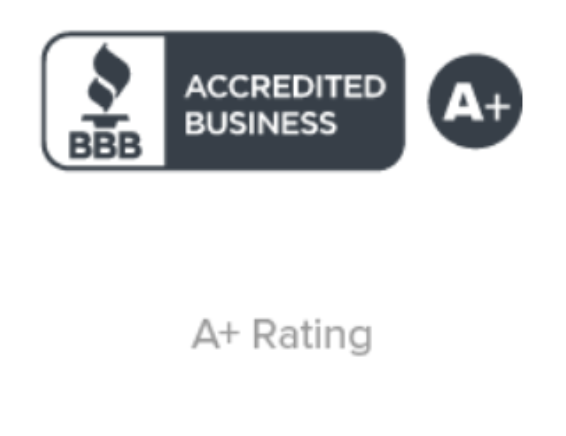 BBB
ACCREDITED
BUSINESS
A+
A+ Rating